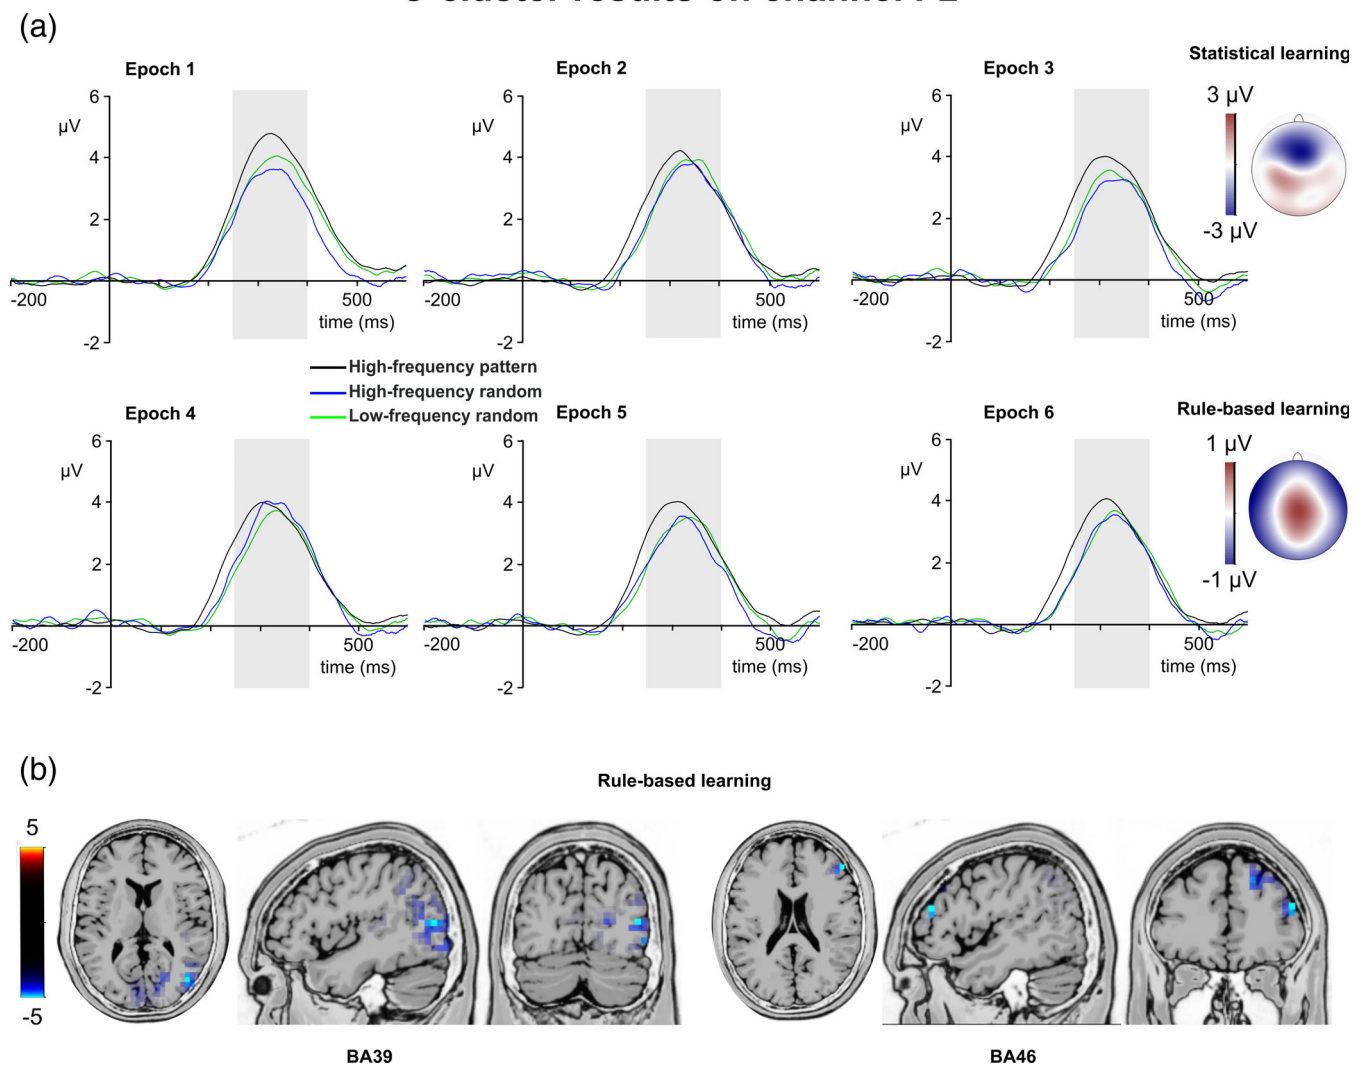 (a)
Epoch 1
Epoch 2
Epoch 3
Statistical learning
6
µV
4
2
-200
500
time (ms)
-2
6
µV
4
2
-200
500
time (ms)
-2
6
µV
4
2
-200
500
time (ms)
-2
3 µV
-3 µV
High-frequency pattern
High-frequency random
Low-frequency random
Epoch 4
Epoch 5
Epoch 6
Rule-based learning
6
µV
4
2
-200
500
time (ms)
-2
6
µV
4
2
-200
500
time (ms)
-2
6
µV
4
2
-200
500
time (ms)
-2
1 µV
-1 µV
(b)
Rule-based learning
5
-5
BA39
BA46